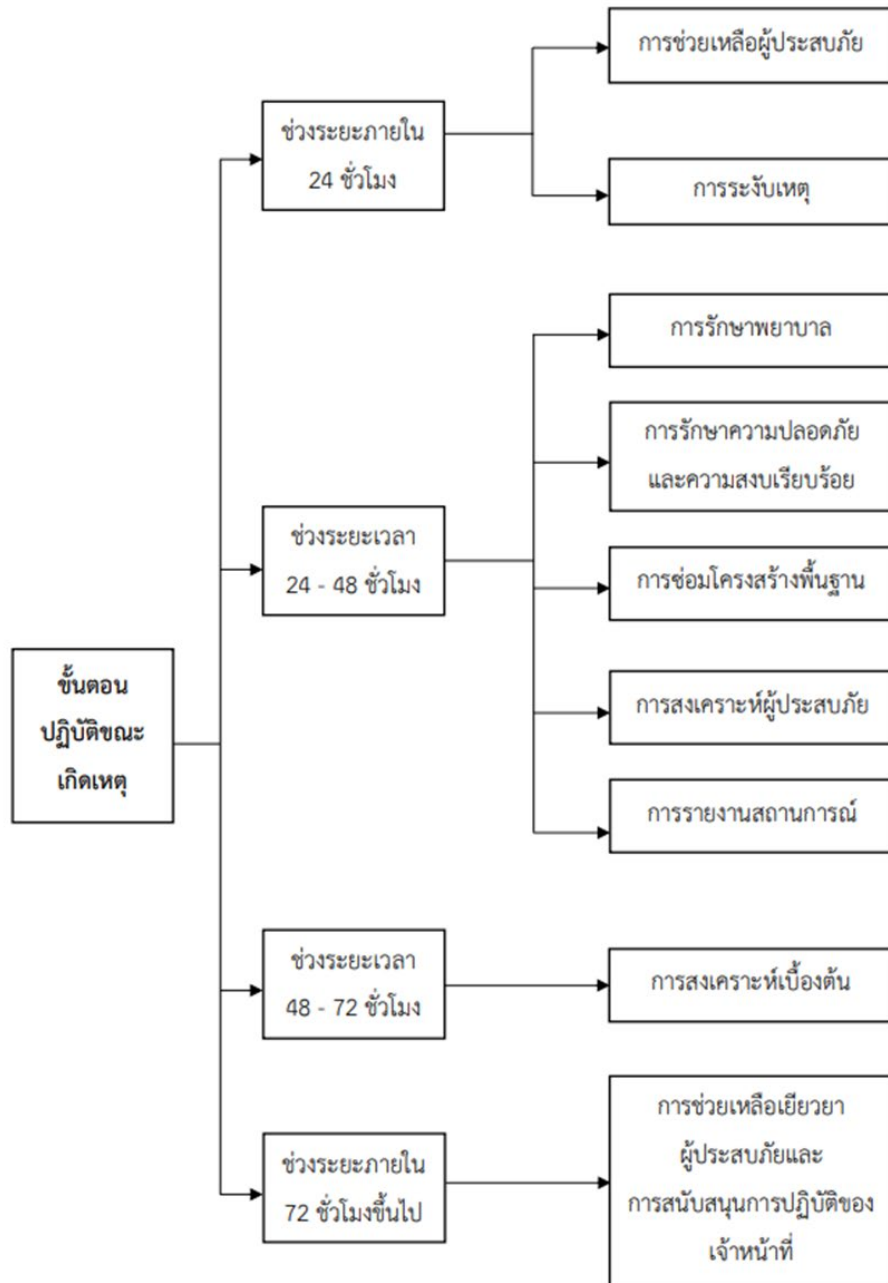 ขั้นตอน
ปฏิบัติขณะ
เกิดเหตุ
ช่วงระยะภายใน
24 ชั่วโมง
การช่วยเหลือผู้ประสบภัย
การระงับเหตุ
ช่วงระยะเวลา
24 - 48 ชั่วโมง
การรักษาพยาบาล
การรักษาความปลอดภัย
และความสงบเรียบร้อย
การซ่อมโครงสร้างพื้นฐาน
การสงเคราะห์ผู้ประสบภัย
การรายงานสถานการณ์
ช่วงระยะเวลา
48 - 72 ชั่วโมง
การสงเคราะห์เบื้องต้น
ช่วงระยะภายใน
72 ชั่วโมงขึ้นไป
การช่วยเหลือเยียวยา
ผู้ประสบภัยและ
การสนับสนุนการปฏิบัติของ
เจ้าหน้าที่